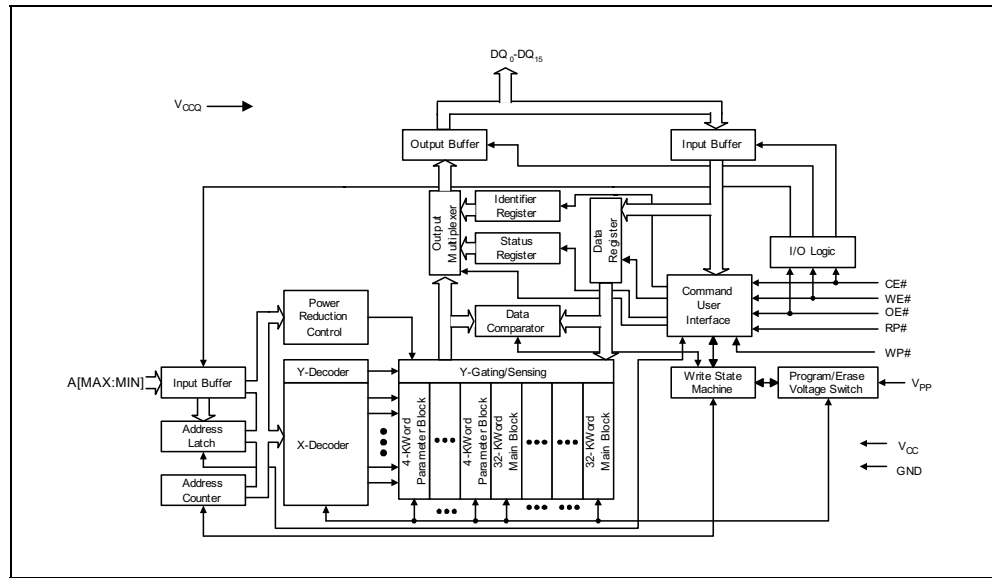 DQ0-DQ15
VCCQ
Output Buffer
Input Buffer
Output
Multiplexer
Identifier
Register
Status
Register
Data
Register
I/O Logic
CE#
WE#
OE#
RP#
WP#
Command
User
Interface
Power
Reduction
Control
Data
Comparator
A[MAX:MIN]
Input Buffer
Y-Decoder
Y-Gating/Sensing
Write State
Machine
Program/Erase
Voltage Switch
VPP
Address
Latch
X-Decoder
4-KWord
Parameter Block
4-KWord
Parameter Block
32-KWord
Main Block
32-KWord
Main Block
VCC
GND
Address
Counter